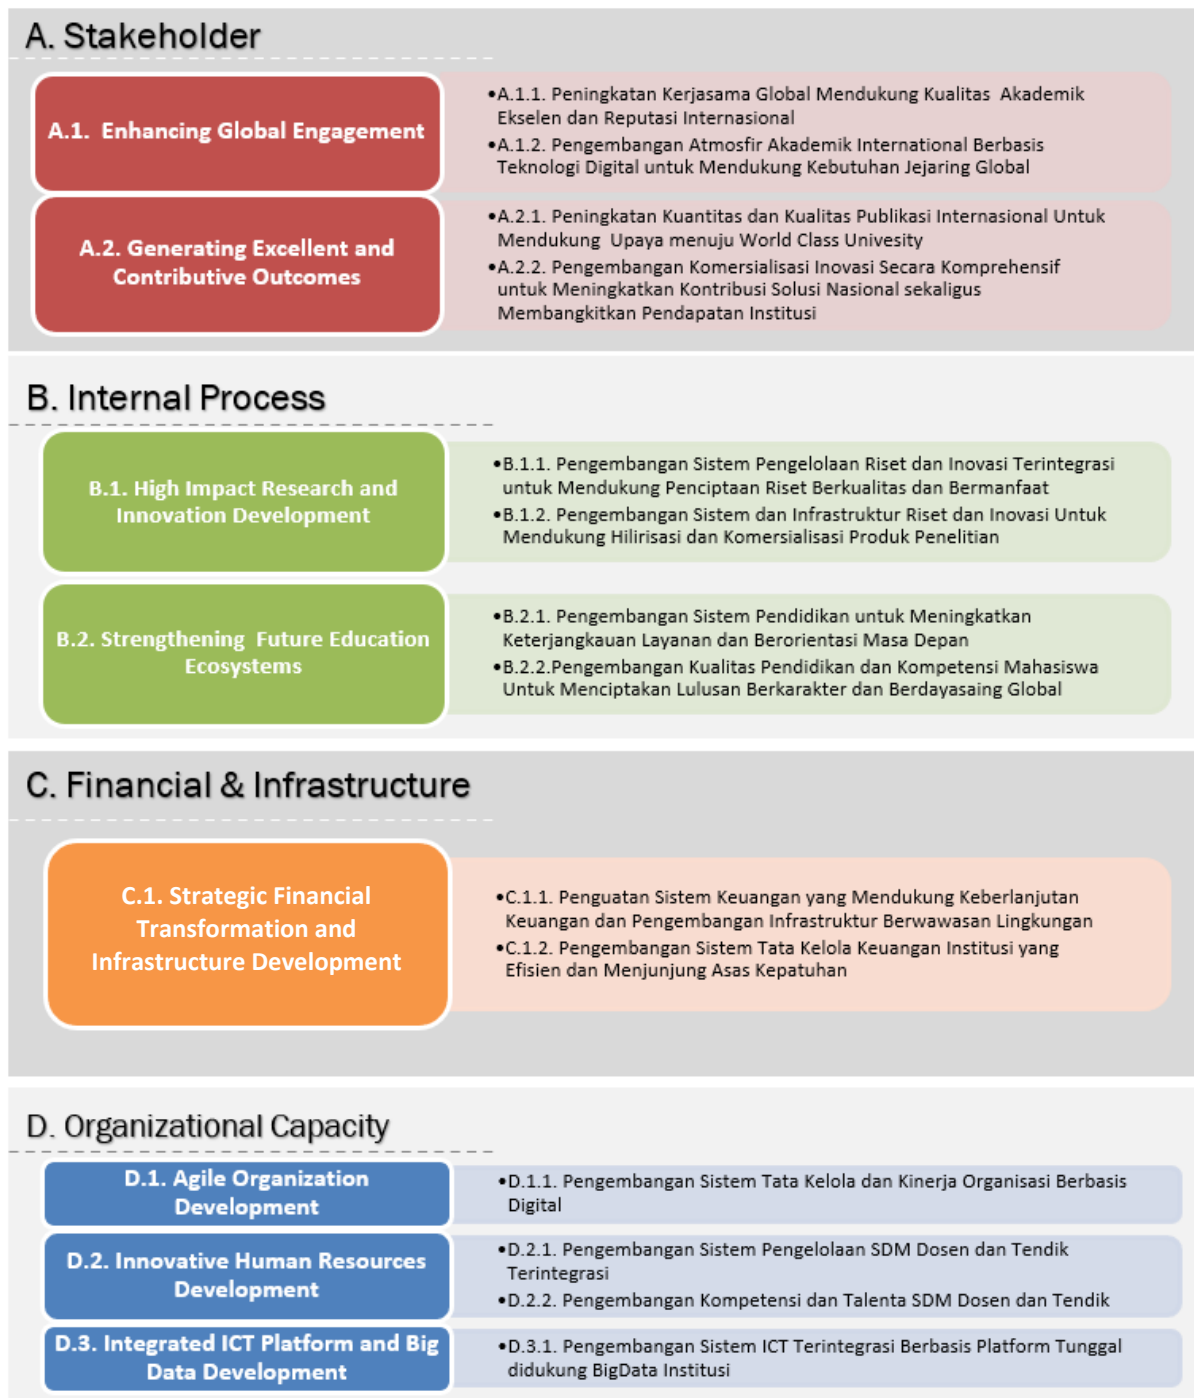 A. Stakeholder
A.1.  Enhancing Global Engagement
•A.1.1. Peningkatan Kerjasama Global Mendukung Kualitas  Akademik
Ekselen dan Reputasi Internasional
•A.1.2. Pengembangan Atmosfir Akademik International Berbasis
Teknologi Digital untuk Mendukung Kebutuhan Jejaring Global
A.2. Generating Excellent and
Contributive Outcomes
•A.2.1. Peningkatan Kuantitas dan Kualitas Publikasi Internasional Untuk
Mendukung  Upaya menuju World Class Univesity
•A.2.2. Pengembangan Komersialisasi Inovasi Secara Komprehensif
untuk Meningkatkan Kontribusi Solusi Nasional sekaligus
Membangkitkan Pendapatan Institusi
B. Internal Process
B.1. High Impact Research and
Innovation Development
•B.1.1. Pengembangan Sistem Pengelolaan Riset dan Inovasi Terintegrasi
untuk Mendukung Penciptaan Riset Berkualitas dan Bermanfaat
•B.1.2. Pengembangan Sistem dan Infrastruktur Riset dan Inovasi Untuk
Mendukung Hilirisasi dan Komersialisasi Produk Penelitian
B.2. Strengthening  Future Education
Ecosystems
•B.2.1. Pengembangan Sistem Pendidikan untuk Meningkatkan
Keterjangkauan Layanan dan Berorientasi Masa Depan
•B.2.2.Pengembangan Kualitas Pendidikan dan Kompetensi Mahasiswa
Untuk Menciptakan Lulusan Berkarakter dan Berdayasaing Global
C. Financial & Infrastructure
C.1. Strategic Financial
Transformation and
Infrastructure Development
•C.1.1. Penguatan Sistem Keuangan yang Mendukung Keberlanjutan
Keuangan dan Pengembangan Infrastruktur Berwawasan Lingkungan
•C.1.2. Pengembangan Sistem Tata Kelola Keuangan Institusi yang
Efisien dan Menjunjung Asas Kepatuhan
D. Organizational Capacity
D.1. Agile Organization
Development
•D.1.1. Pengembangan Sistem Tata Kelola dan Kinerja Organisasi Berbasis
Digital
D.2. Innovative Human Resources
Development
•D.2.1. Pengembangan Sistem Pengelolaan SDM Dosen dan Tendik
Terintegrasi
•D.2.2. Pengembangan Kompetensi dan Talenta SDM Dosen dan Tendik
D.3. Integrated ICT Platform and Big
Data Development
•D.3.1. Pengembangan Sistem ICT Terintegrasi Berbasis Platform Tunggal
didukung BigData Institusi